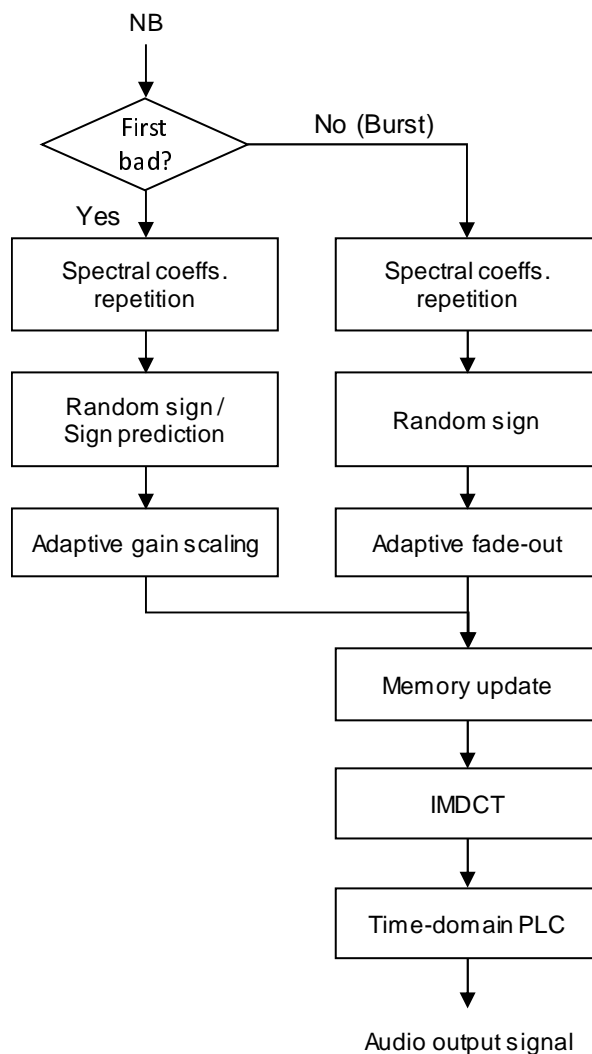 NB
First
bad?
No (Burst)
Yes
Spectral coeffs.
repetition
Spectral coeffs.
repetition
Random sign /
Sign prediction
Random sign
Adaptive gain scaling
Adaptive fade-out
Memory update
IMDCT
Time-domain PLC
Audio output signal